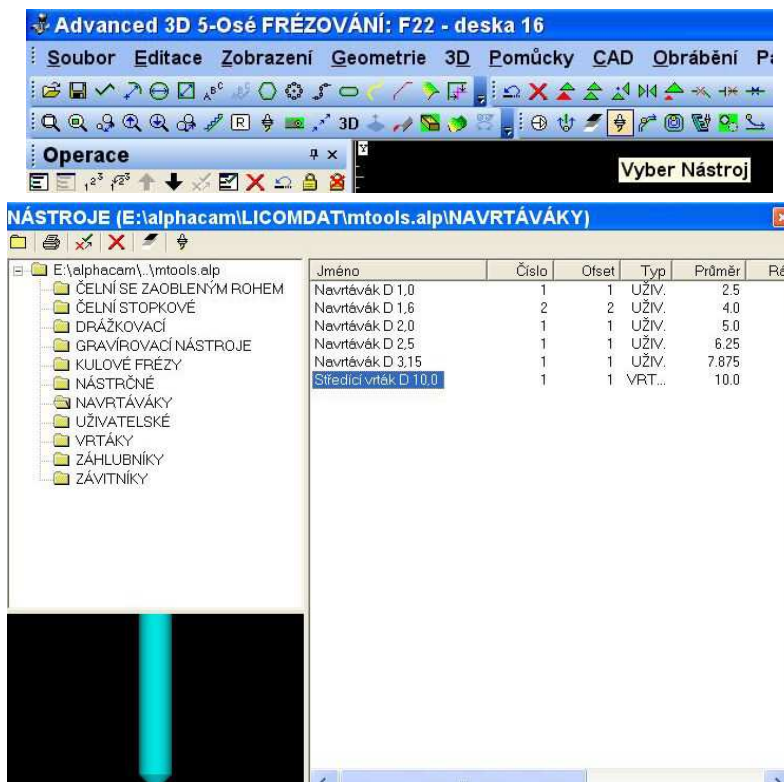 Advanced 3D 5-Osé FRÉZOVÁNÍ: F22 - deska 16
Soubor Editace Zobrazení Geometrie 3D Pomůcky CAD Obrábění
3D
Operace
Vyber Nástroj
NÁSTROJE (E:\alphacam\LICOMDAT\mtools.alp\NAVRTÁVÁKY)
E:\alphacam\..\mtools.alp
ČELNÍ SE ZAOBLENÝM ROHEM
ČELNÍ STOPKOVÉ
DRÁŽKOVACÍ
GRAVÍROVACÍ NÁSTROJE
KULOVÉ FRÉZY
NÁSTRČNÉ
NAVRTÁVÁKY
UŽIVATELSKÉ
VRTÁKY
ZÁHLUBNÍKY
ZÁVITNÍKY
Jméno Číslo Ofset Typ Průměr
Navrtávák D 1,0 1 1 UŽIV. 2.5
Navrtávák D 1,6 2 2 UŽIV. 4.0
Navrtávák D 2,0 1 1 UŽIV. 5.0
Navrtávák D 2,5 1 1 UŽIV. 6.25
Navrtávák D 3,15 1 1 UŽIV. 7.875
Středící vrták D 10,0 1 1 VRT... 10.0